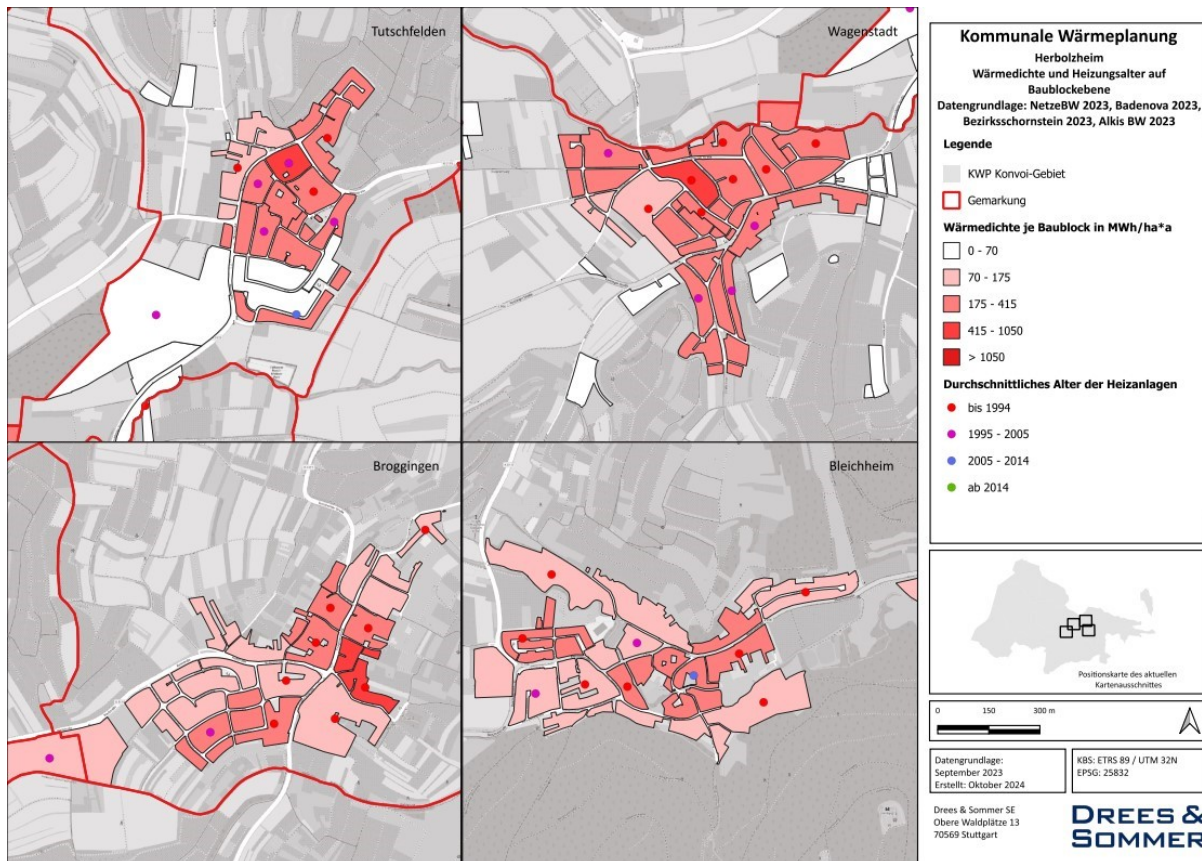 Tutschfelden
Wagenstadt
Broggingen
Bleichheim
Kommunale Wärmeplanung
Herbolzheim
Wärmedichte und Heizungsalter auf
Baublockebene
Datengrundlage: NetzeBW 2023, Badenova 2023,
Bezirksschornstein 2023, Alkis BW 2023
Legende
KWP Konvoi-Gebiet
Gemarkung
Wärmedichte je Baublock in MWh/ha*a
0 - 70
70 - 175
175 - 415
415 - 1050
> 1050
Durchschnittliches Alter der Heizanlagen
bis 1994
1995 - 2005
2005 - 2014
ab 2014
Positionskarte des aktuellen
Kartenausschnittes
0 150 300 m
Datengrundlage:
September 2023
Erstellt: Oktober 2024
KBS: ETRS 89 / UTM 32N
EPSG: 25832
Drees & Sommer SE
Obere Waldplätze 13
70569 Stuttgart
DREES &
SOMMER